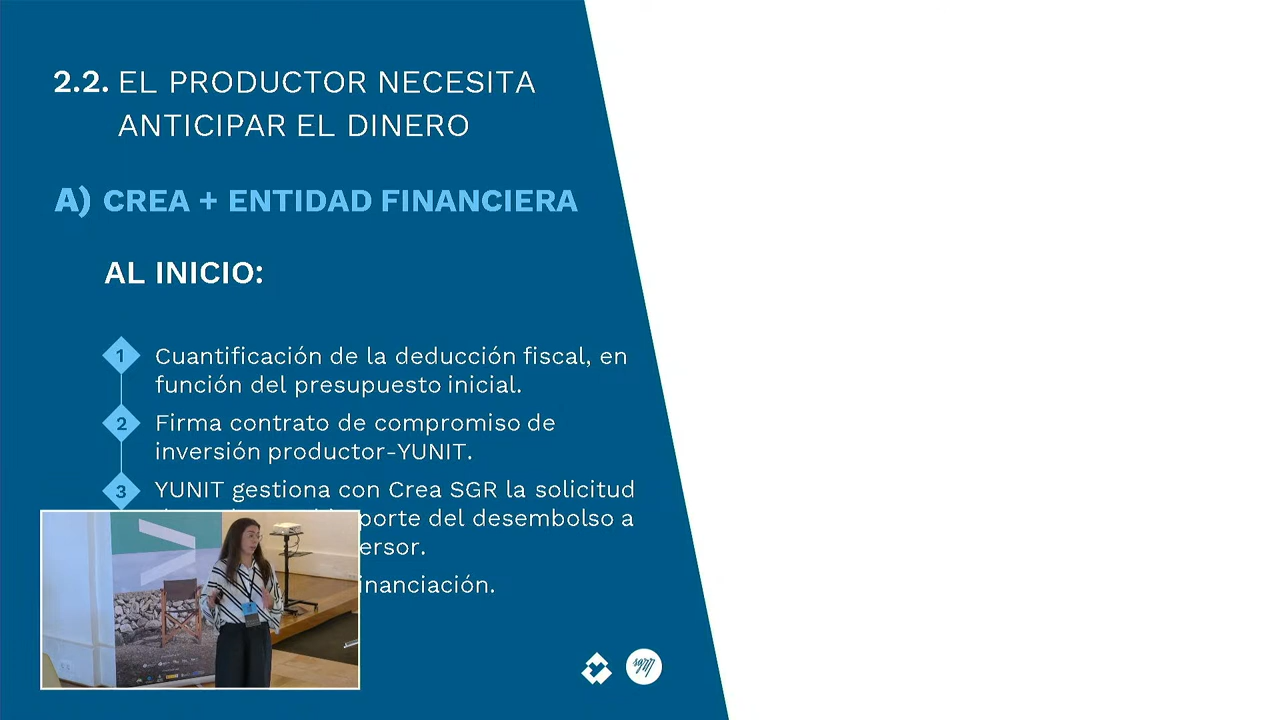 2.2. EL PRODUCTOR NECESITA
ANTICIPAR EL DINERO
A) CREA + ENTIDAD FINANCIERA
AL INICIO:
1 Cuantificación de la deducción fiscal, en
función del presupuesto inicial.
2 Firma contrato de compromiso de
inversión productor-YUNIT.
3 YUNIT gestiona con Crea SGR la solicitud
porte del desembolso a
ersor.
inanciación.